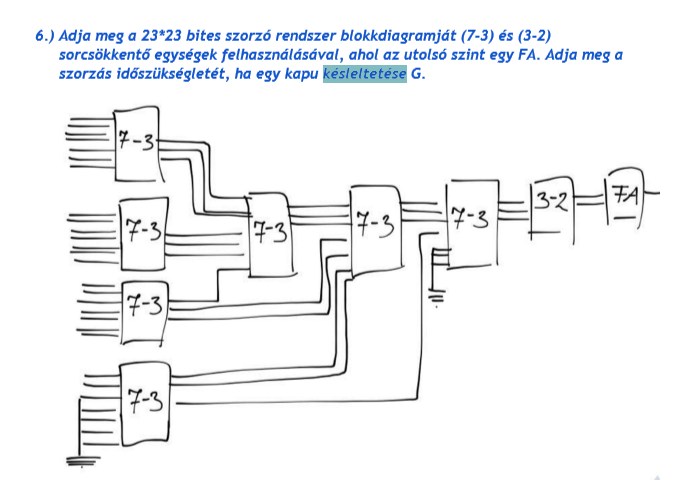 6.) Adja meg a 23*23 bites szorzó rendszer blokkdiagramját (7-3) és (3-2)
sorcsökkentő egységek felhasználásával, ahol az utolsó szint egy FA. Adja meg a
szorzás időszükségletét, ha egy kapu késleltetése G.
7-3
7-3
7-3
7-3
7-3
7-3
7-3
3-2
FA